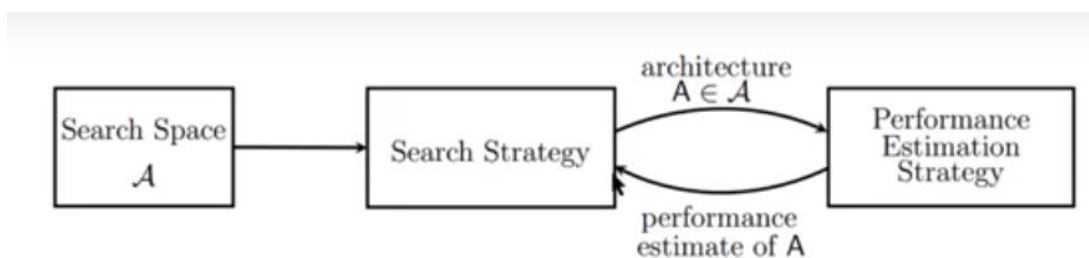 Search Space
𝒜
Search Strategy
architecture
A ∈ 𝒜
performance
estimate of A
Performance
Estimation
Strategy